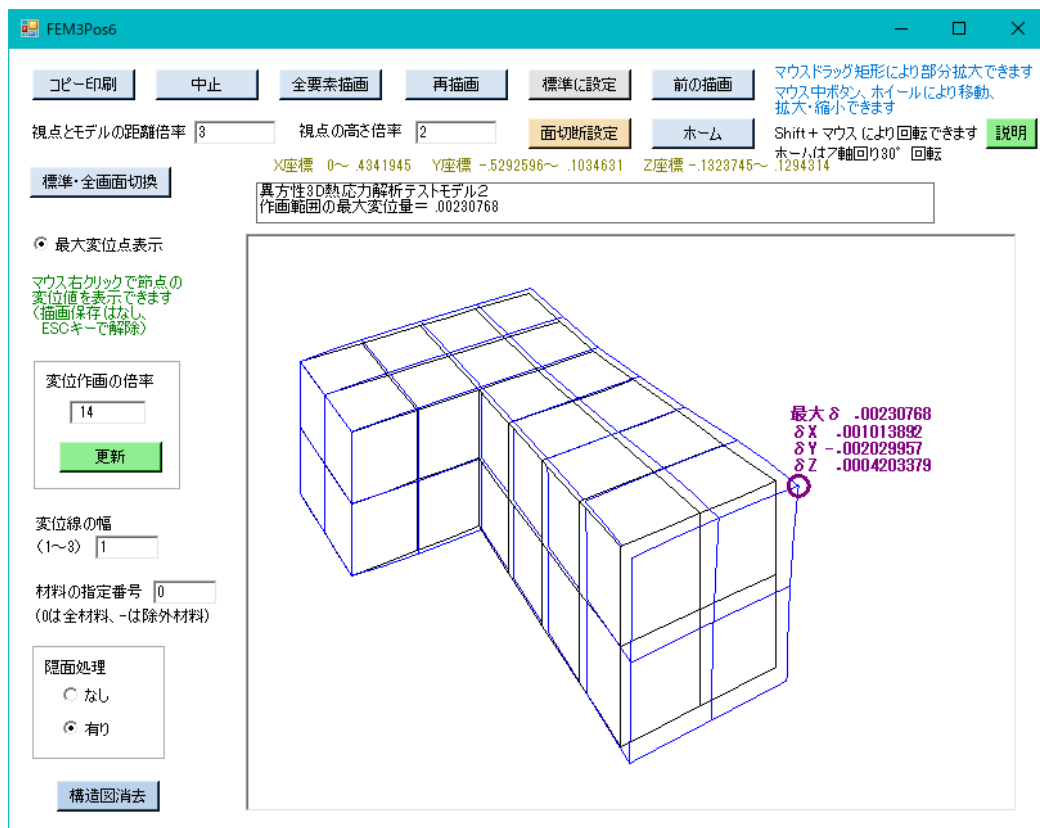 FEM3Pos6
コピー印刷
中止
全要素描画
再描画
標準に設定
前の描画
マウスドラッグ矩形により部分拡大できます
マウス中ボタン、ホイールにより移動、
拡大・縮小できます
視点とモデルの距離倍率 3
視点の高さ倍率 2
面切断設定
ホーム
Shift+マウス により回転できます
ホームはZ軸回り30°回転
説明
標準・全画面切換
X座標 0～ .4341945 Y座標 -.5292596～ .1034631 Z座標 -.1323745～ .1294314
異方性3D熱応力解析テストモデル2
作画範囲の最大変位量＝ .00230768
最大変位点表示
マウス右クリックで節点の
変位値を表示できます
(描画保存はなし、
ESCキーで解除)
変位作画の倍率
14
更新
最大δ .00230768
δX .001013892
δY -.002029957
δZ .0004203379
変位線の幅
(1～3) 1
材料の指定番号 0
(0は全材料、-は除外材料)
隠面処理
なし
有り
構造図消去